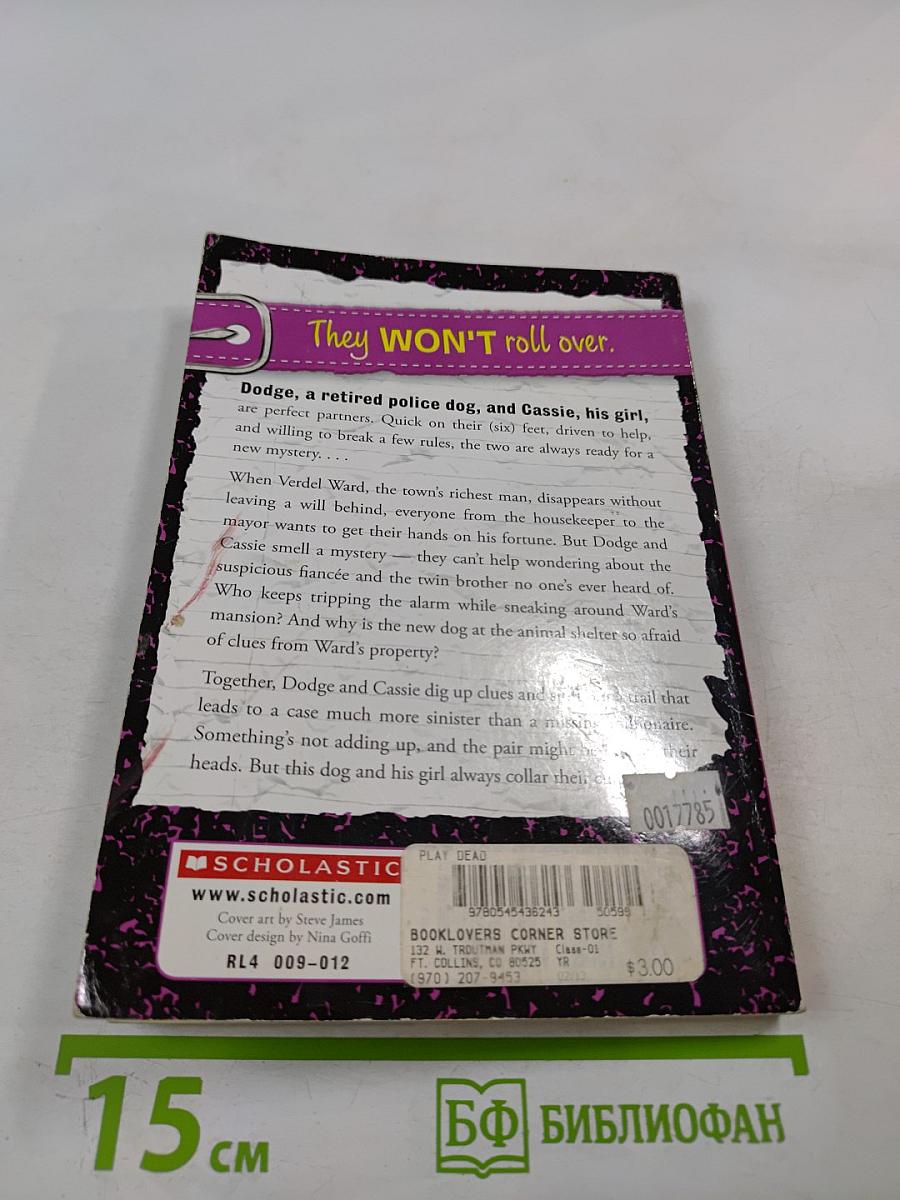 They WON'T roll over.
Dodge, a retired police dog, and Cassie, his girl,
are perfect partners. Quick on their (six) feet, driven to help,
and willing to break a few rules, the two are always ready for a
new mystery. . . .
When Verdel Ward, the town's richest man, disappears without
leaving a will behind, everyone from the housekeeper to the
mayor wants to get their hands on his fortune. But Dodge and
Cassie smell a mystery — they can't help wondering about the
suspicious fiancée and the twin brother no one's ever heard of.
Who keeps tripping the alarm while sneaking around Ward's
mansion? And why is the new dog at the animal shelter so afraid
of clues from Ward's property?
Together, Dodge and Cassie dig up clues and trail that
leads to a case much more sinister than a missing
Something's not adding up, and the pair might their
heads. But this dog and his girl always collar their
0017785
SCHOLASTIC
www.scholastic.com
Cover art by Steve James
Cover design by Nina Goffi
RL4 009-012
PLAY DEAD
9780545436243 50599
BOOKLOVERS CORNER STORE
132 W. TROUTMAN PKWY Class-01
FT. COLLINS, CO 80525 YR
(970) 207-9453 $3.00
15 см
БФ БИБЛИОФАН